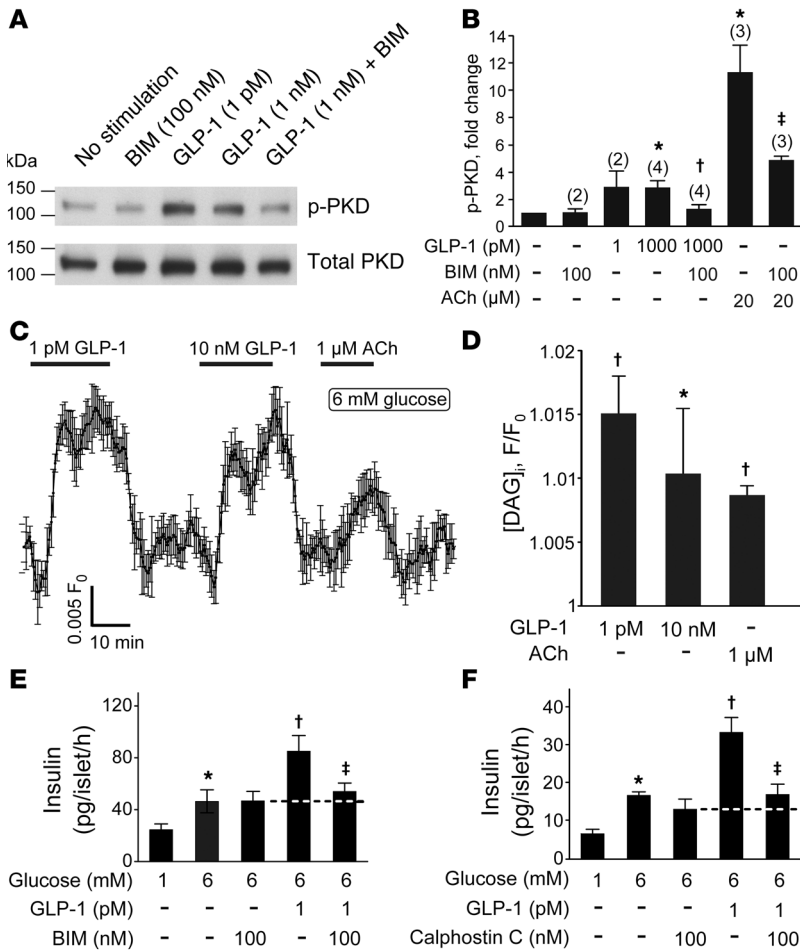 A
No stimulation
BIM (100 nM)
GLP-1 (1 pM)
GLP-1 (1 nM)
GLP-1 (1 nM) + BIM
kDa
150
100
p-PKD
150
100
Total PKD
B
p-PKD, fold change
14
12
10
8
6
4
2
0
(2)
(2)
*
(4)
†
(4)
*
(3)
‡
(3)
GLP-1 (pM) – – 1 1000 1000 – –
BIM (nM) – 100 – – 100 – 100
ACh (µM) – – – – – 20 20
C
1 pM GLP-1 10 nM GLP-1 1 µM ACh
6 mM glucose
0.005 F0
10 min
D
[DAG]i, F/F0
1.02
1.015
1.01
1.005
1
†
*
†
GLP-1 1 pM 10 nM –
ACh – – 1 µM
E
Insulin
(pg/islet/h)
120
80
40
0
*
†
‡
Glucose (mM) 1 6 6 6 6
GLP-1 (pM) – – – 1 1
BIM (nM) – – 100 – 100
F
Insulin
(pg/islet/h)
40
30
20
10
0
*
†
‡
Glucose (mM) 1 6 6 6 6
GLP-1 (pM) – – – 1 1
Calphostin C (nM) – – 100 – 100